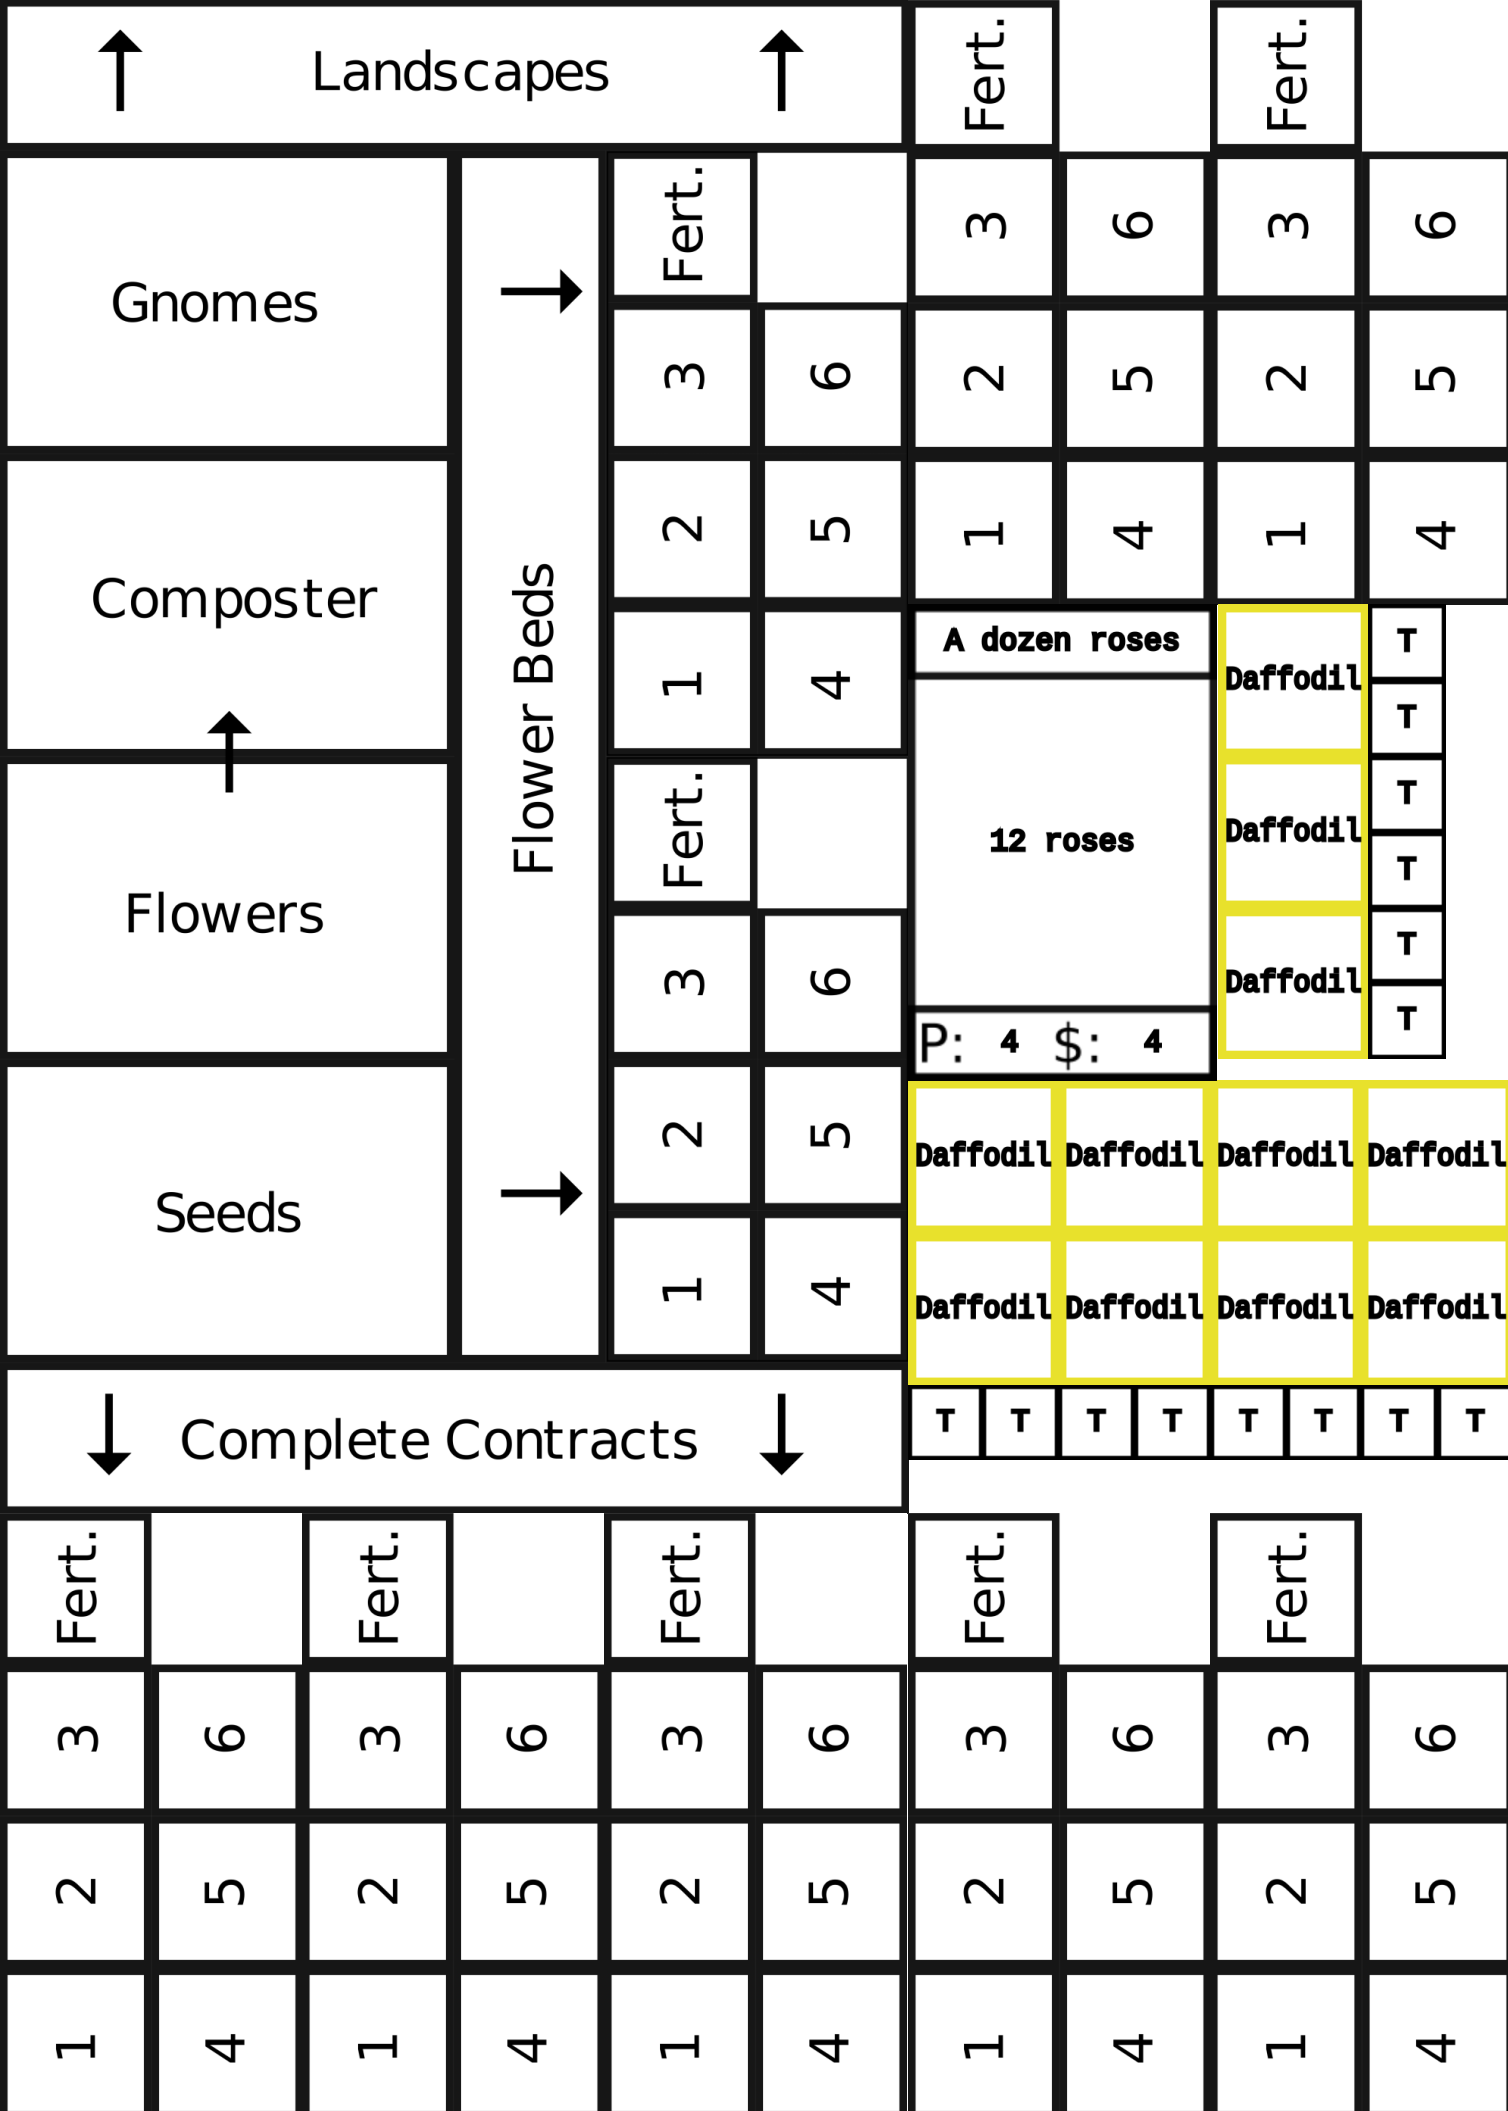 Landscapes
Fert. Fert.
Gnomes
Fert.
3 6 3 6
3 6
2 5 2 5
Composter
2 5
1 4 1 4
Flower Beds
1 4
A dozen roses
12 roses
P: 4 $: 4
Daffodil T
T
Daffodil T
T
Daffodil T
T
Flowers
Fert.
3 6
2 5
1 4
Seeds
Daffodil Daffodil Daffodil Daffodil
Daffodil Daffodil Daffodil Daffodil
T T T T T T T T
Complete Contracts
Fert. Fert. Fert. Fert. Fert.
3 6 3 6 3 6 3 6 3 6
2 5 2 5 2 5 2 5 2 5
1 4 1 4 1 4 1 4 1 4